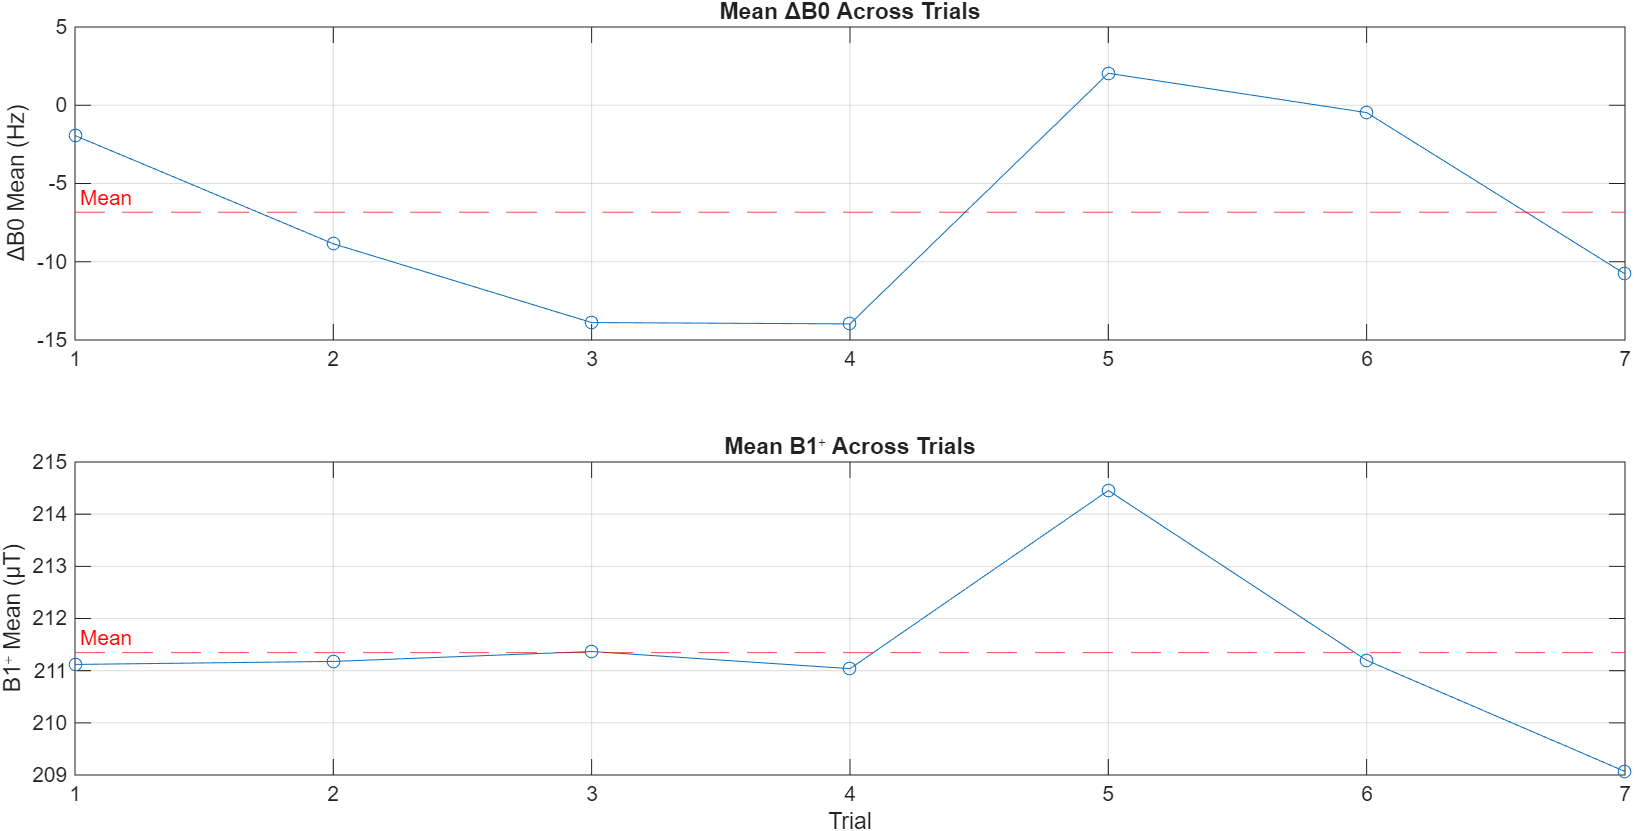 Mean ΔB0 Across Trials
5
0
-5
-10
-15
ΔB0 Mean (Hz)
Mean
1 2 3 4 5 6 7
Mean B1⁺ Across Trials
215
214
213
212
211
210
209
B1⁺ Mean (μT)
Mean
1 2 3 4 5 6 7
Trial